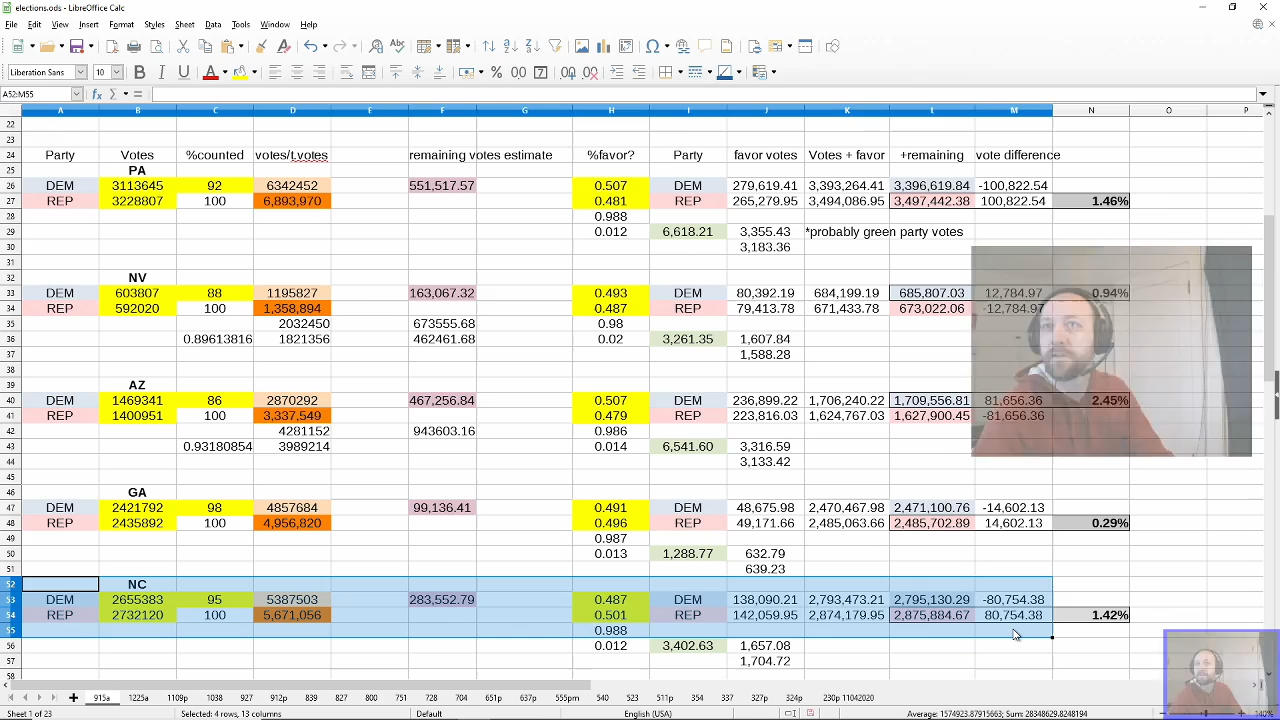 elections.ods - LibreOffice Calc
File Edit View Insert Format Styles Sheet Data Tools Window Help
Liberation Sans 10
A52:M55
A B C D E F G H I J K L M N O P
22
23
24 Party Votes %counted votes/t.votes remaining votes estimate %favor? Party favor votes Votes + favor +remaining vote difference
25 PA
26 DEM 3113645 92 6342452 551,517.57 0.507 DEM 279,619.41 3,393,264.41 3,396,619.84 -100,822.54
27 REP 3228807 100 6,893,970 0.481 REP 265,279.95 3,494,086.95 3,497,442.38 100,822.54 1.46%
28 0.988
29 0.012 6,618.21 3,355.43 *probably green party votes
30 3,183.36
31
32 NV
33 DEM 603807 88 1195827 163,067.32 0.493 DEM 80,392.19 684,199.19 685,807.03 12,784.97 0.94%
34 REP 592020 100 1,358,894 0.487 REP 79,413.78 671,433.78 673,022.06 -12,784.97
35 2032450 673555.68 0.98
36 0.89613816 1821356 462461.68 0.02 3,261.35 1,607.84
37 1,588.28
38
39 AZ
40 DEM 1469341 86 2870292 467,256.84 0.507 DEM 236,899.22 1,706,240.22 1,709,556.81 81,656.36 2.45%
41 REP 1400951 100 3,337,549 0.479 REP 223,816.03 1,624,767.03 1,627,900.45 -81,656.36
42 4281152 943603.16 0.986
43 0.93180854 3989214 0.014 6,541.60 3,316.59
44 3,133.42
45
46 GA
47 DEM 2421792 98 4857684 99,136.41 0.491 DEM 48,675.98 2,470,467.98 2,471,100.76 -14,602.13
48 REP 2435892 100 4,956,820 0.496 REP 49,171.66 2,485,063.66 2,485,702.89 14,602.13 0.29%
49 0.987
50 0.013 1,288.77 632.79
51 639.23
52 NC
53 DEM 2655383 95 5387503 283,552.79 0.487 DEM 138,090.21 2,793,473.21 2,795,130.29 -80,754.38
54 REP 2732120 100 5,671,056 0.501 REP 142,059.95 2,874,179.95 2,875,884.67 80,754.38 1.42%
55 0.988
56 0.012 3,402.63 1,657.08
57 1,704.72
58
915a 1225a 1109p 1038 927 912p 839 827 800 751 728 704 637p 555pm 540 523 511p 354 337 327p 324p 230p 11042020
Sheet 1 of 23 Selected: 4 rows, 13 columns Default English (USA) Average: 1574923.87915663; Sum: 28348629.8248194 140%